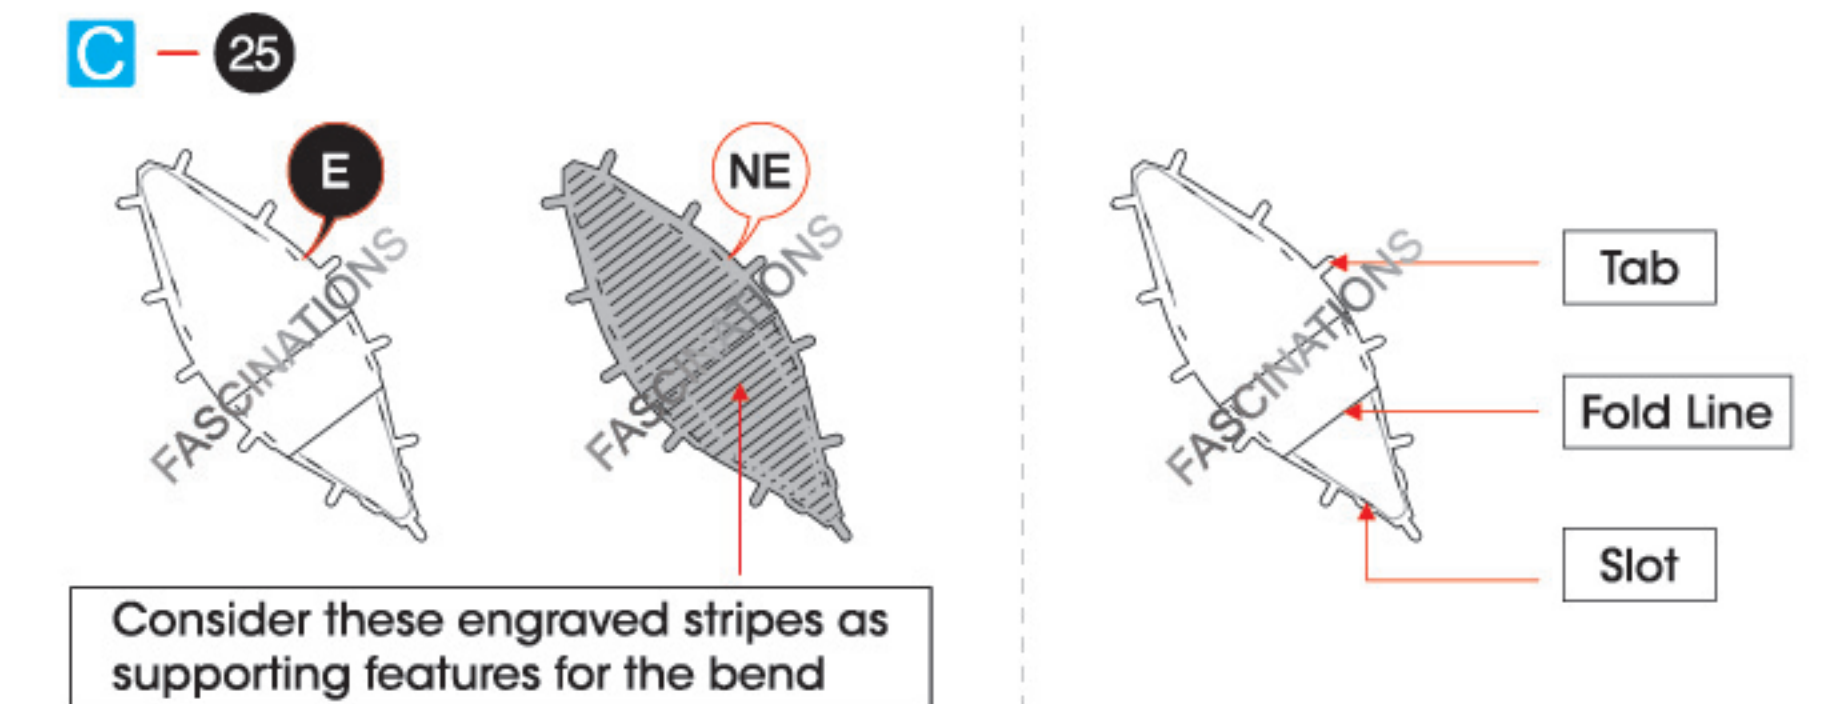 C – 25
E
NE
FASCINATIONS
FASCINATIONS
FASCINATIONS
Tab
Fold Line
Slot
Consider these engraved stripes as
supporting features for the bend